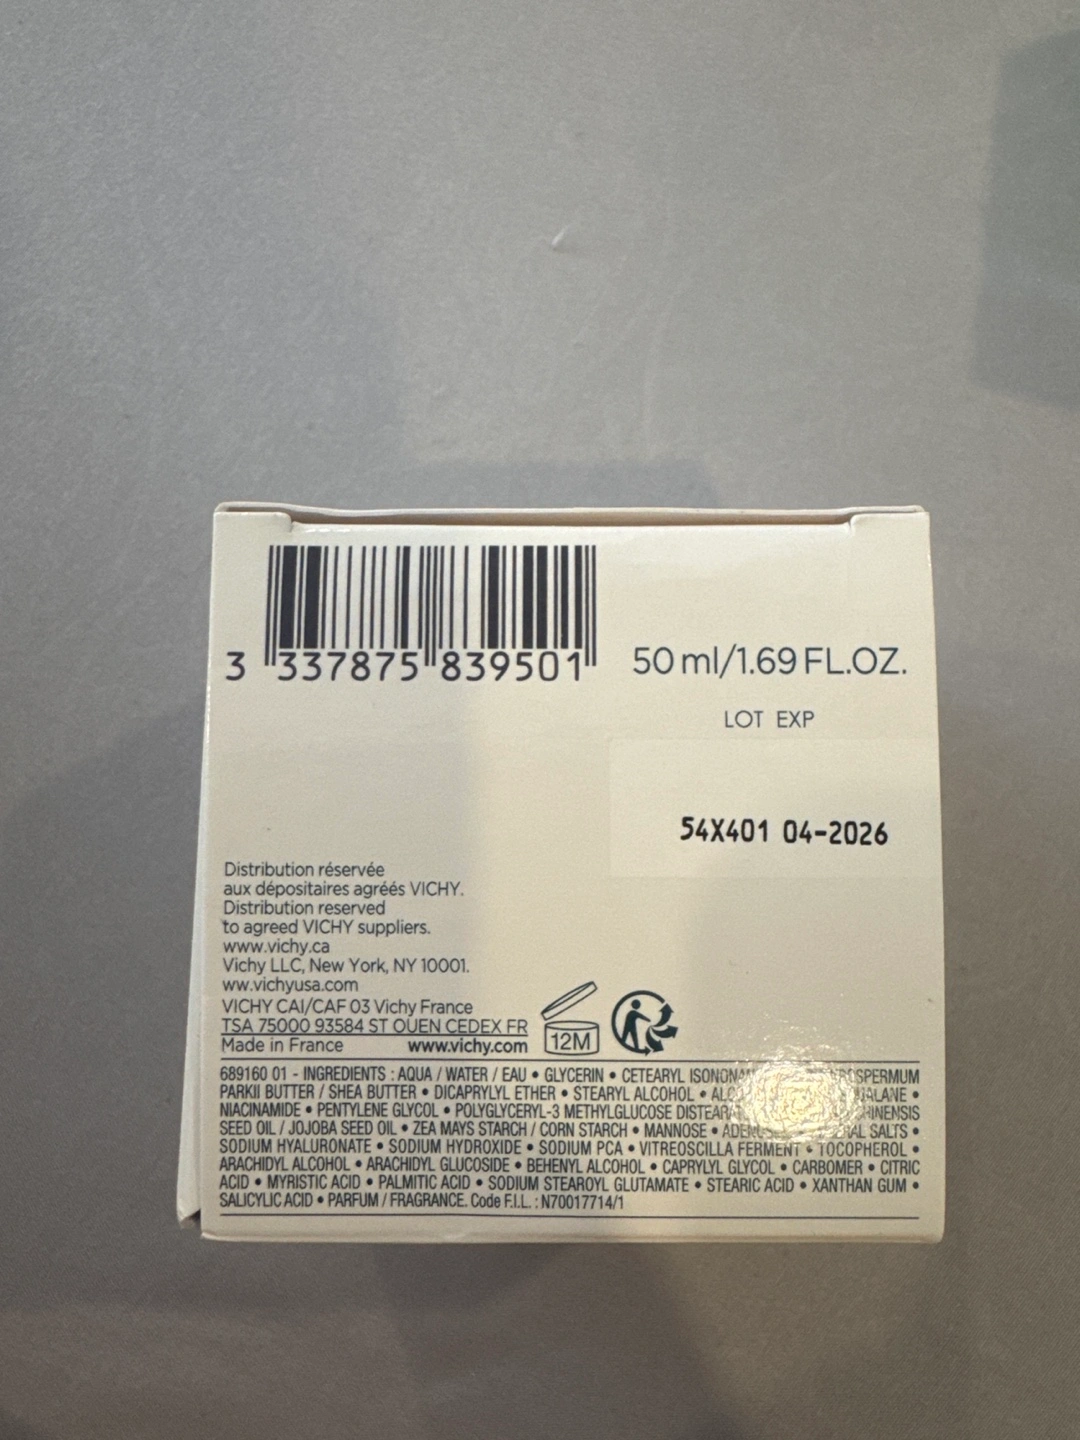 3 337875 839501
50 ml/1.69 FL.OZ.
LOT EXP
54X401 04-2026
Distribution réservée
aux dépositaires agréés VICHY.
Distribution reserved
to agreed VICHY suppliers.
www.vichy.ca
Vichy LLC, New York, NY 10001.
ww.vichyusa.com
VICHY CAI/CAF 03 Vichy France
TSA 75000 93584 ST OUEN CEDEX FR
Made in France www.vichy.com
12M
689160 01 - INGREDIENTS : AQUA / WATER / EAU • GLYCERIN • CETEARYL
PARKII BUTTER / SHEA BUTTER • DICAPRYLYL ETHER • STEARYL ALCOHOL •
NIACINAMIDE • PENTYLENE GLYCOL • POLYGLYCERYL-3 METHYLGLUCOSE
SEED OIL / JOJOBA SEED OIL • ZEA MAYS STARCH / CORN STARCH • MANNOSE • SALTS •
SODIUM HYALURONATE • SODIUM HYDROXIDE • SODIUM PCA • VITREOSCILLA FERMENT • TOCOPHEROL •
ARACHIDYL ALCOHOL • ARACHIDYL GLUCOSIDE • BEHENYL ALCOHOL • CAPRYLYL GLYCOL • CARBOMER • CITRIC
ACID • MYRISTIC ACID • PALMITIC ACID • SODIUM STEAROYL GLUTAMATE • STEARIC ACID • XANTHAN GUM •
SALICYLIC ACID • PARFUM / FRAGRANCE. Code F.I.L. : N70017714/1